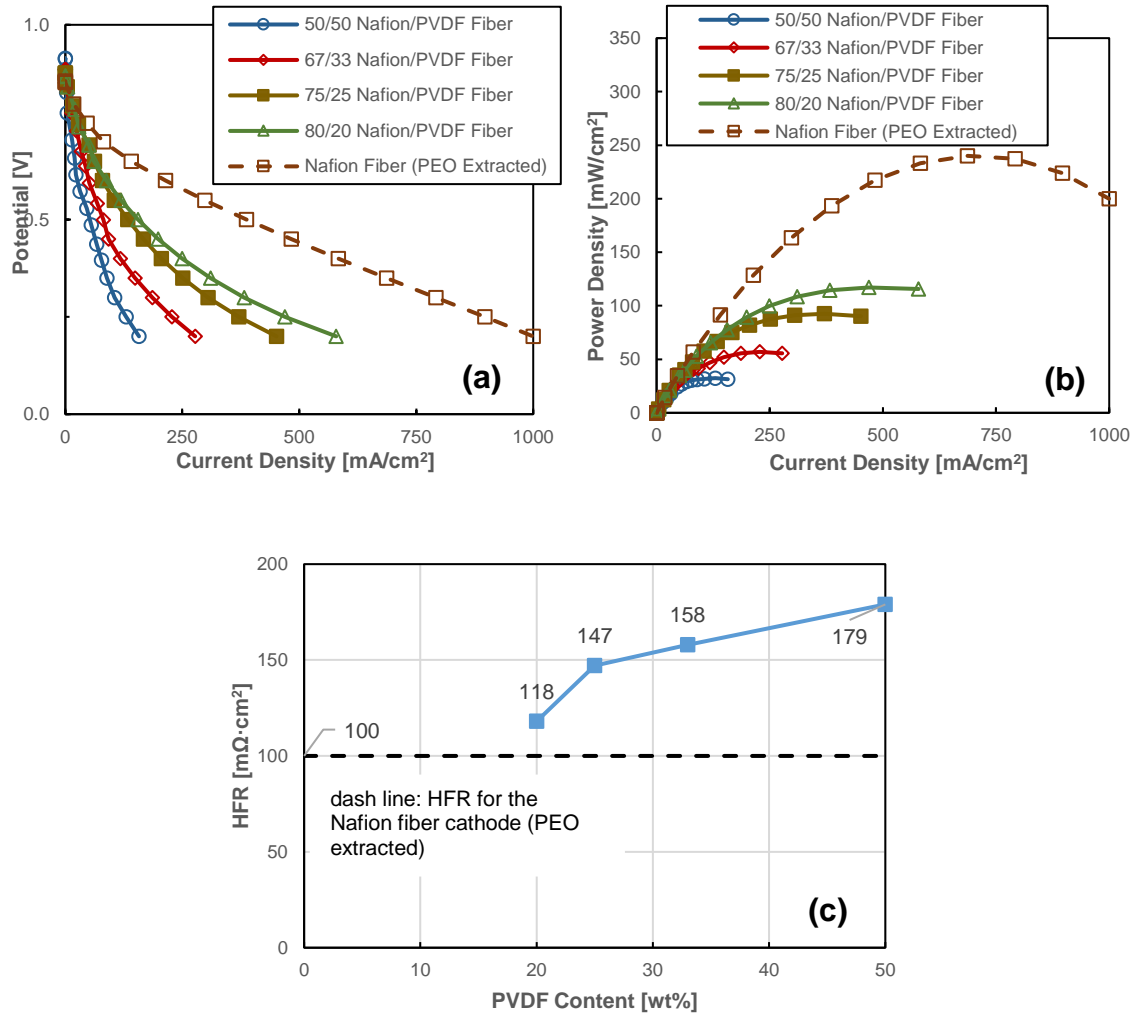 50/50 Nafion/PVDF Fiber
67/33 Nafion/PVDF Fiber
75/25 Nafion/PVDF Fiber
80/20 Nafion/PVDF Fiber
Nafion Fiber (PEO Extracted)
1.0
0.5
0.0
Potential [V]
0
250
500
750
1000
Current Density [mA/cm²]
(a)
50/50 Nafion/PVDF Fiber
67/33 Nafion/PVDF Fiber
75/25 Nafion/PVDF Fiber
80/20 Nafion/PVDF Fiber
Nafion Fiber (PEO Extracted)
350
300
250
200
150
100
50
0
Power Density [mW/cm²]
0
250
500
750
1000
Current Density [mA/cm²]
(b)
200
150
100
50
0
HFR [mΩ·cm²]
100
118
147
158
179
dash line: HFR for the
Nafion fiber cathode (PEO
extracted)
(c)
0
10
20
30
40
50
PVDF Content [wt%]